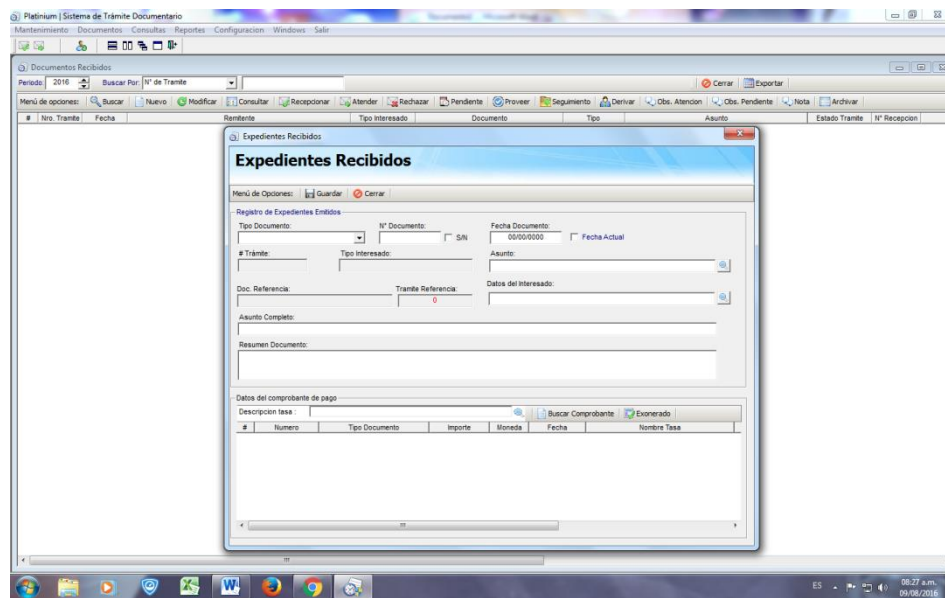 Platinium | Sistema de Trámite Documentario
Mantenimiento Documentos Consultas Reportes Configuracion Windows Salir
Documentos Recibidos
Periodo: 2016 Buscar Por: N° de Tramite Cerrar Exportar
Menú de opciones: Buscar Nuevo Modificar Consultar Recepcionar Atender Rechazar Pendiente Proveer Seguimiento Derivar Obs. Atencion Obs. Pendiente Nota Archivar
# Nro. Tramite Fecha Remitente Tipo Interesado Documento Tipo Asunto Estado Tramite N° Recepcion
Expedientes Recibidos
Expedientes Recibidos
Menú de Opciones: Guardar Cerrar
Registro de Expedientes Emitidos
Tipo Documento: N° Documento: Fecha Documento:
S/N 00/00/0000 Fecha Actual
# Trámite: Tipo Interesado: Asunto:
Doc. Referencia: Tramite Referencia: Datos del Interesado:
0
Asunto Completo:
Resumen Documento:
Datos del comprobante de pago
Descripcion tasa : Buscar Comprobante Exonerado
# Numero Tipo Documento Importe Moneda Fecha Nombre Tasa
ES 08:27 a.m.
09/08/2016